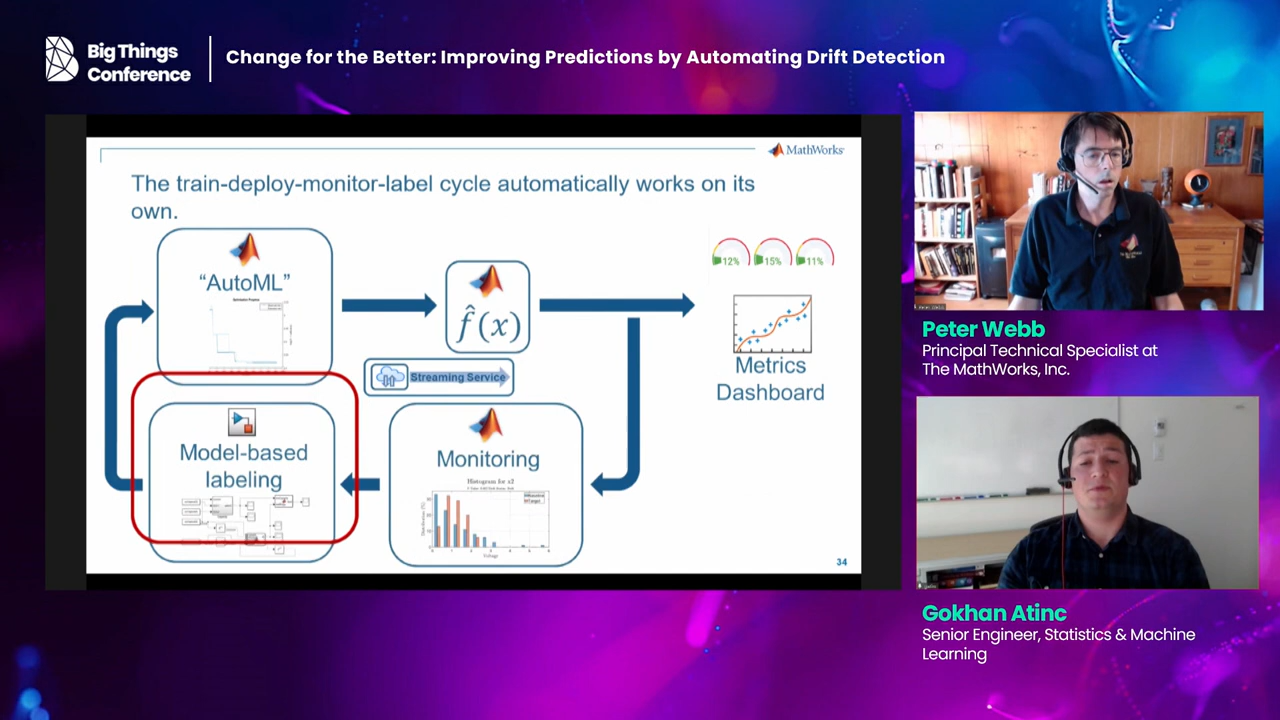 Big Things
Conference
Change for the Better: Improving Predictions by Automating Drift Detection
MathWorks
The train-deploy-monitor-label cycle automatically works on its
own.
"AutoML"
f̂(x)
12%
15%
11%
Streaming Service
Metrics
Dashboard
Model-based
labeling
Monitoring
Histogram for x2
Voltage
34
Peter Webb
Principal Technical Specialist at
The MathWorks, Inc.
Gokhan Atinc
Senior Engineer, Statistics & Machine
Learning